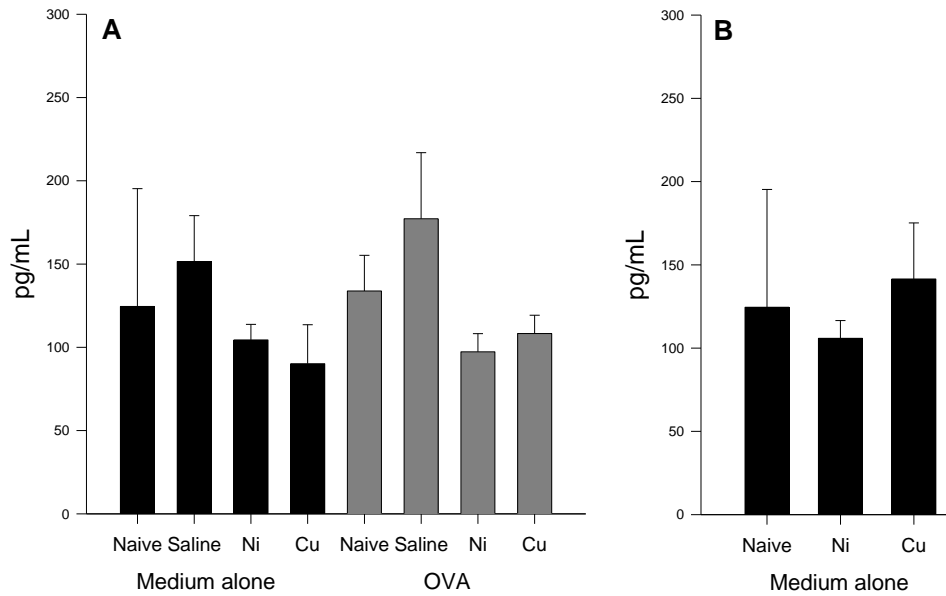 A
300
250
200
150
100
50
0
pg/mL
Naive Saline Ni Cu Naive Saline Ni Cu
Medium alone OVA
B
300
250
200
150
100
50
0
pg/mL
Naive Ni Cu
Medium alone